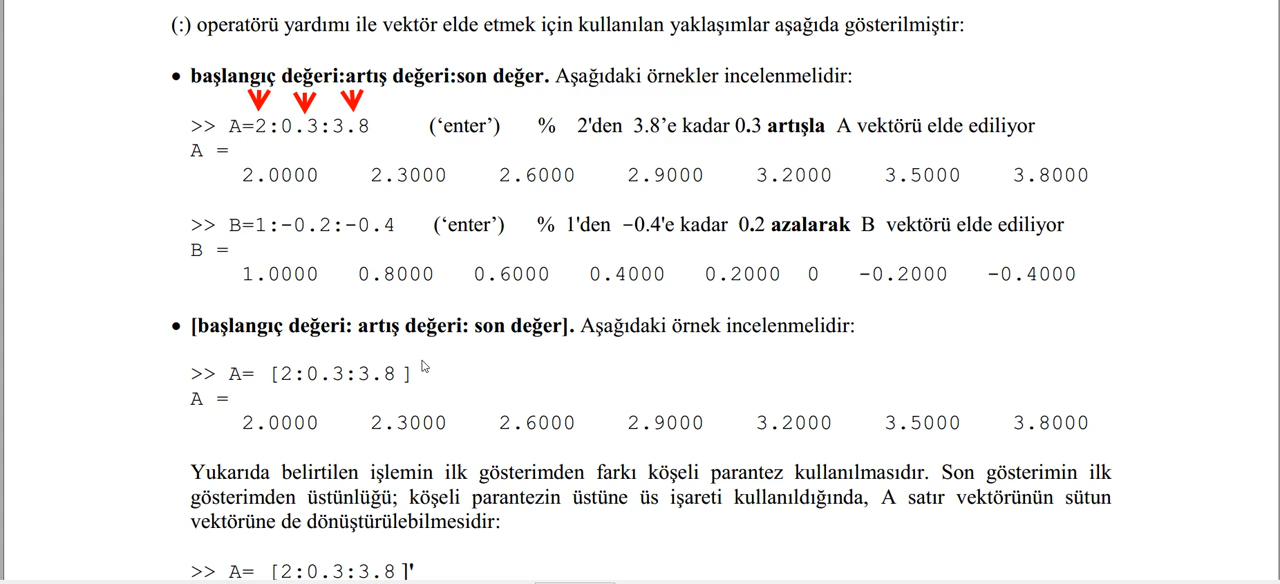 (:) operatörü yardımı ile vektör elde etmek için kullanılan yaklaşımlar aşağıda gösterilmiştir:
• başlangıç değeri:artış değeri:son değer. Aşağıdaki örnekler incelenmelidir:
>> A=2:0.3:3.8 (‘enter’) % 2'den 3.8’e kadar 0.3 artışla A vektörü elde ediliyor
A =
2.0000 2.3000 2.6000 2.9000 3.2000 3.5000 3.8000
>> B=1:-0.2:-0.4 (‘enter’) % 1'den −0.4'e kadar 0.2 azalarak B vektörü elde ediliyor
B =
1.0000 0.8000 0.6000 0.4000 0.2000 0 -0.2000 -0.4000
• [başlangıç değeri: artış değeri: son değer]. Aşağıdaki örnek incelenmelidir:
>> A= [2:0.3:3.8 ]
A =
2.0000 2.3000 2.6000 2.9000 3.2000 3.5000 3.8000
Yukarıda belirtilen işlemin ilk gösterimden farkı köşeli parantez kullanılmasıdır. Son gösterimin ilk
gösterimden üstünlüğü; köşeli parantezin üstüne üs işareti kullanıldığında, A satır vektörünün sütun
vektörüne de dönüştürülebilmesidir:
>> A= [2:0.3:3.8 ]'